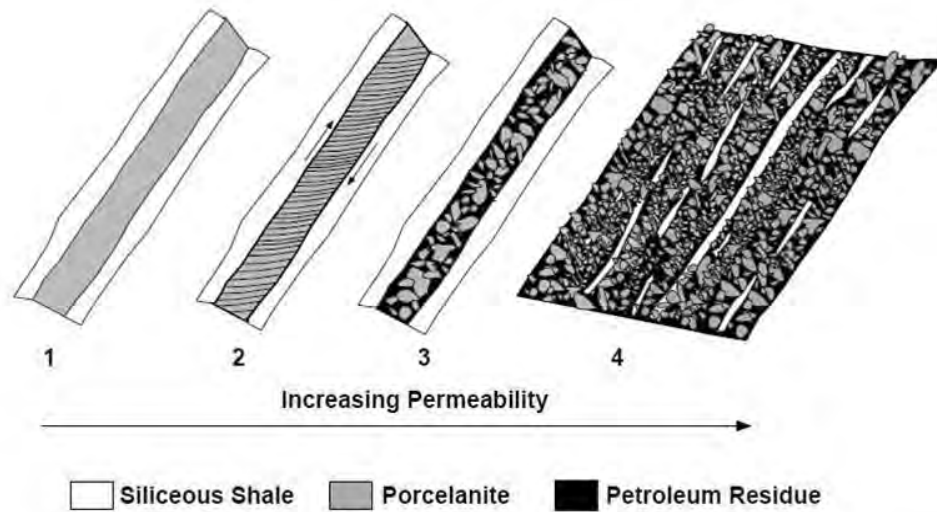 1 2 3 4
Increasing Permeability
Siliceous Shale Porcelanite Petroleum Residue